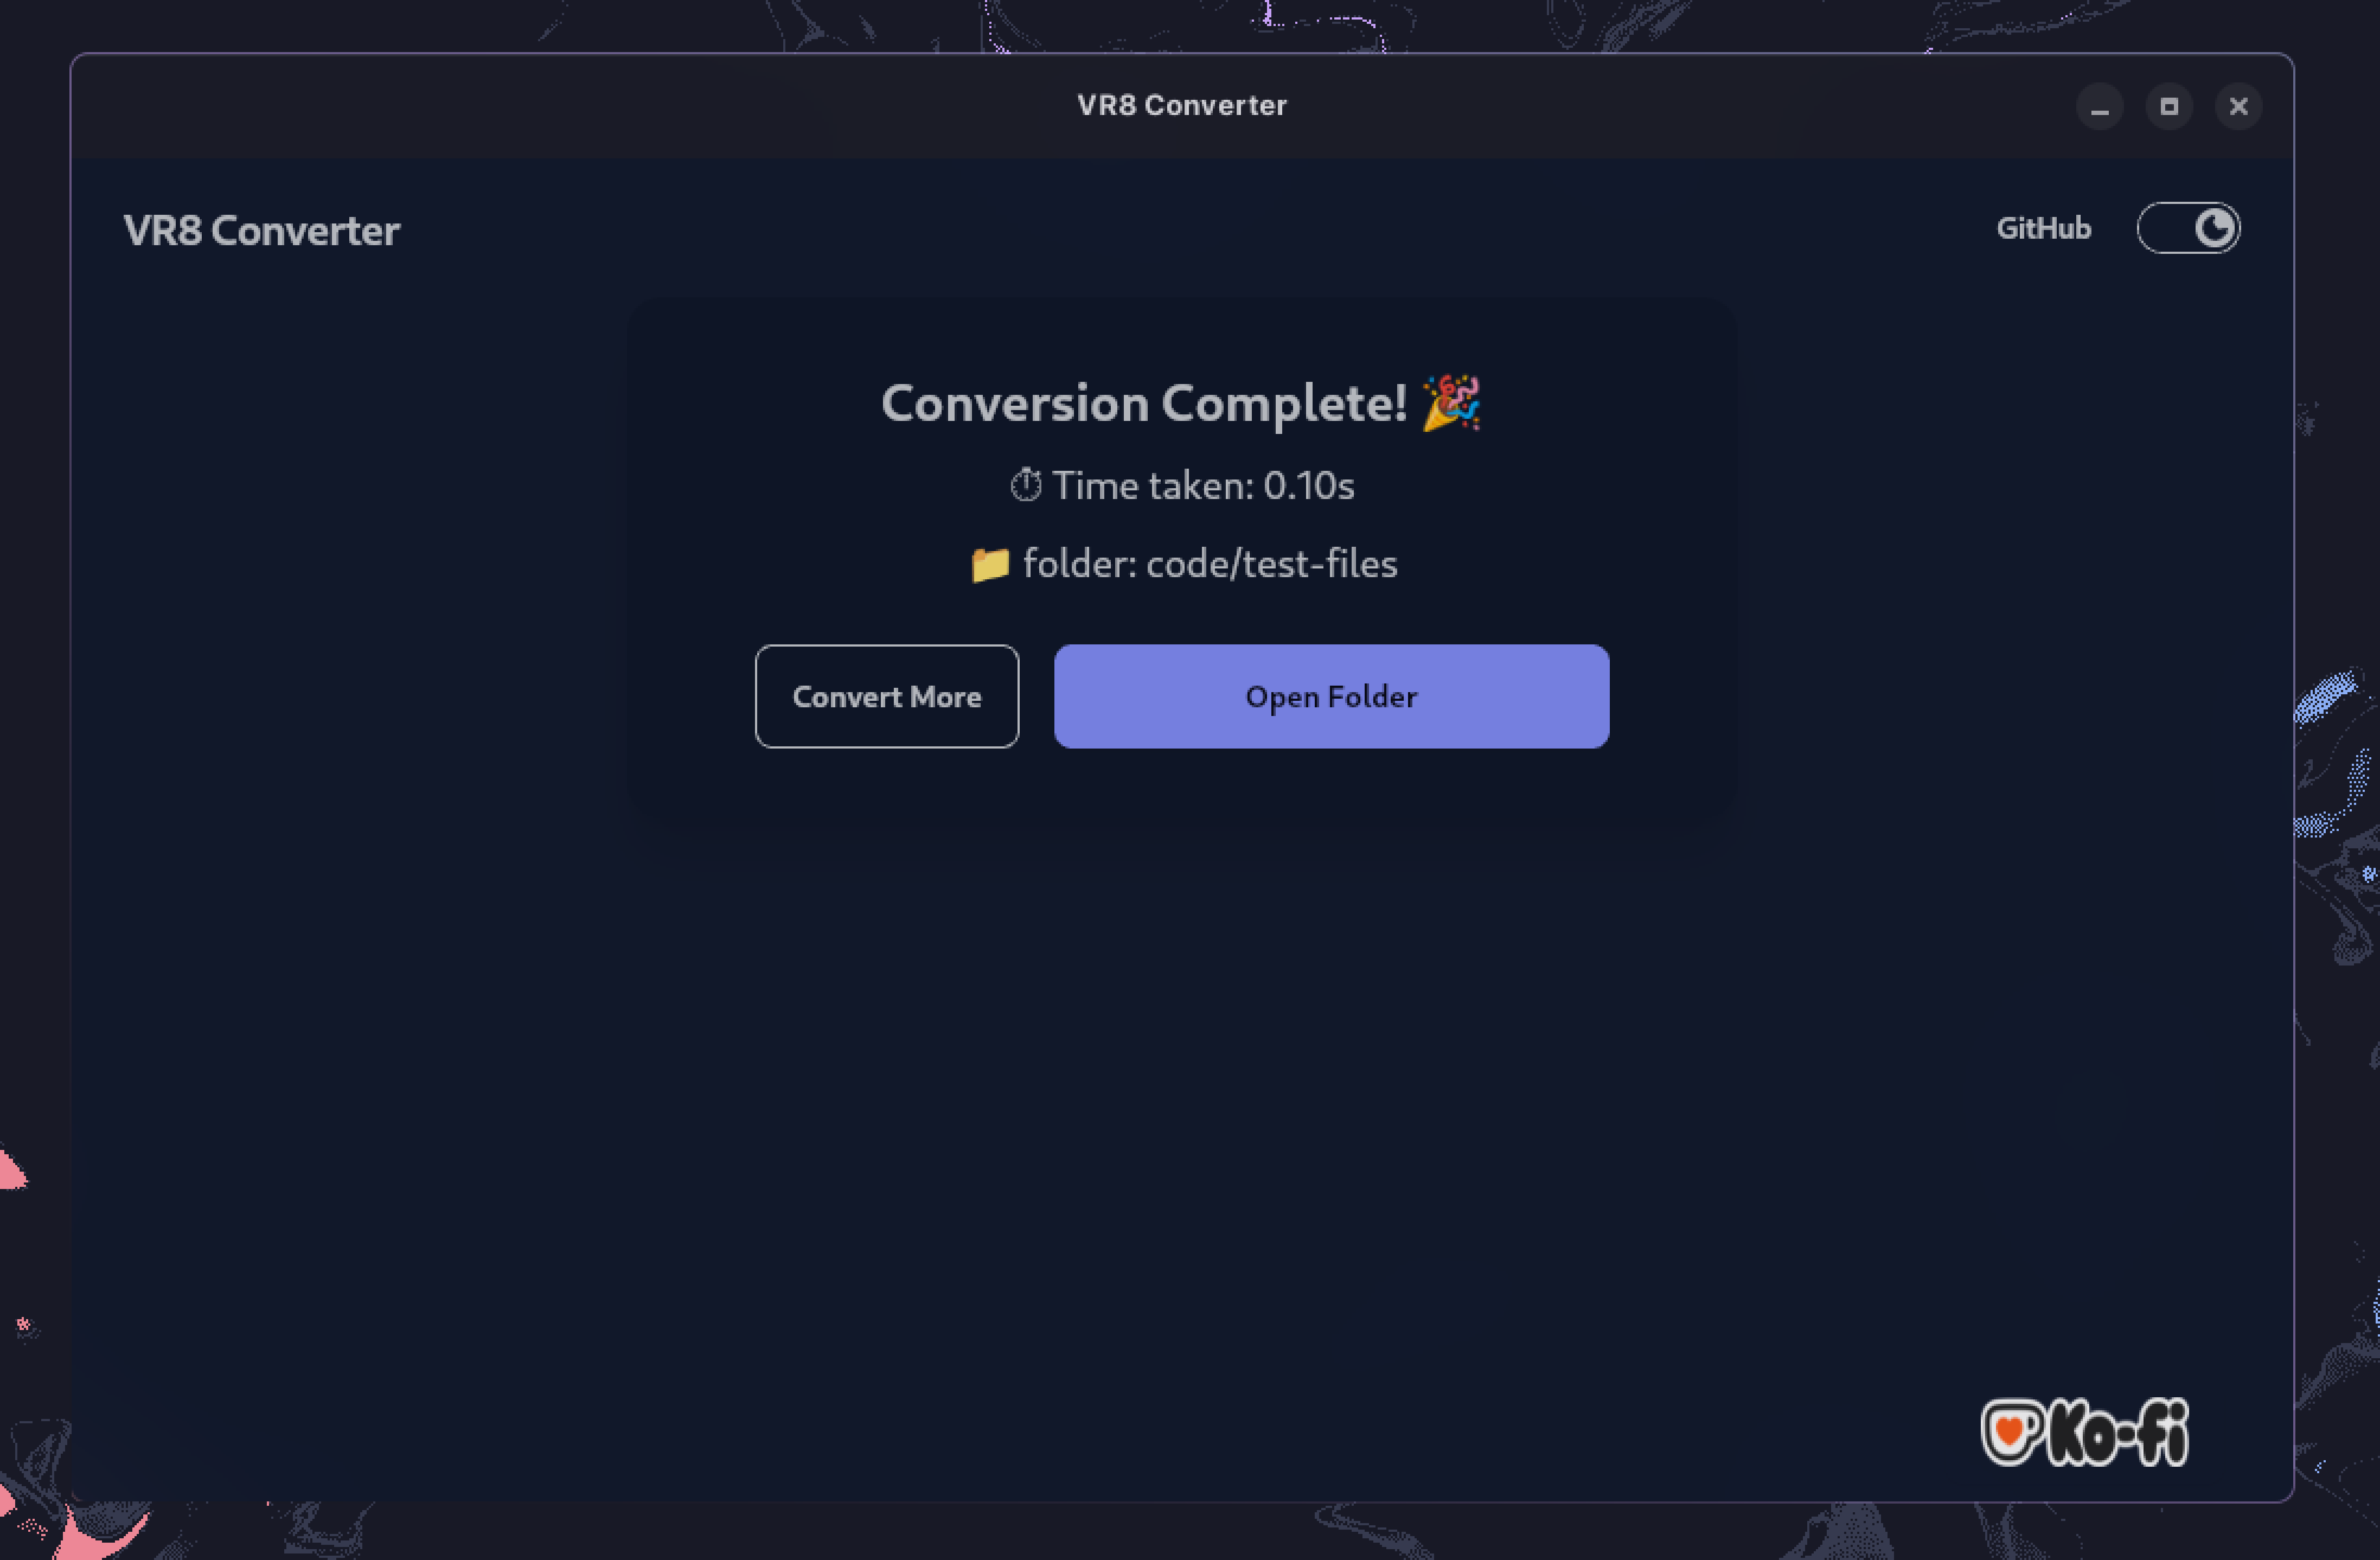 VR8 Converter
VR8 Converter
GitHub
Conversion Complete! 🎉
⏱ Time taken: 0.10s
📁 folder: code/test-files
Convert More
Open Folder
Ko-fi